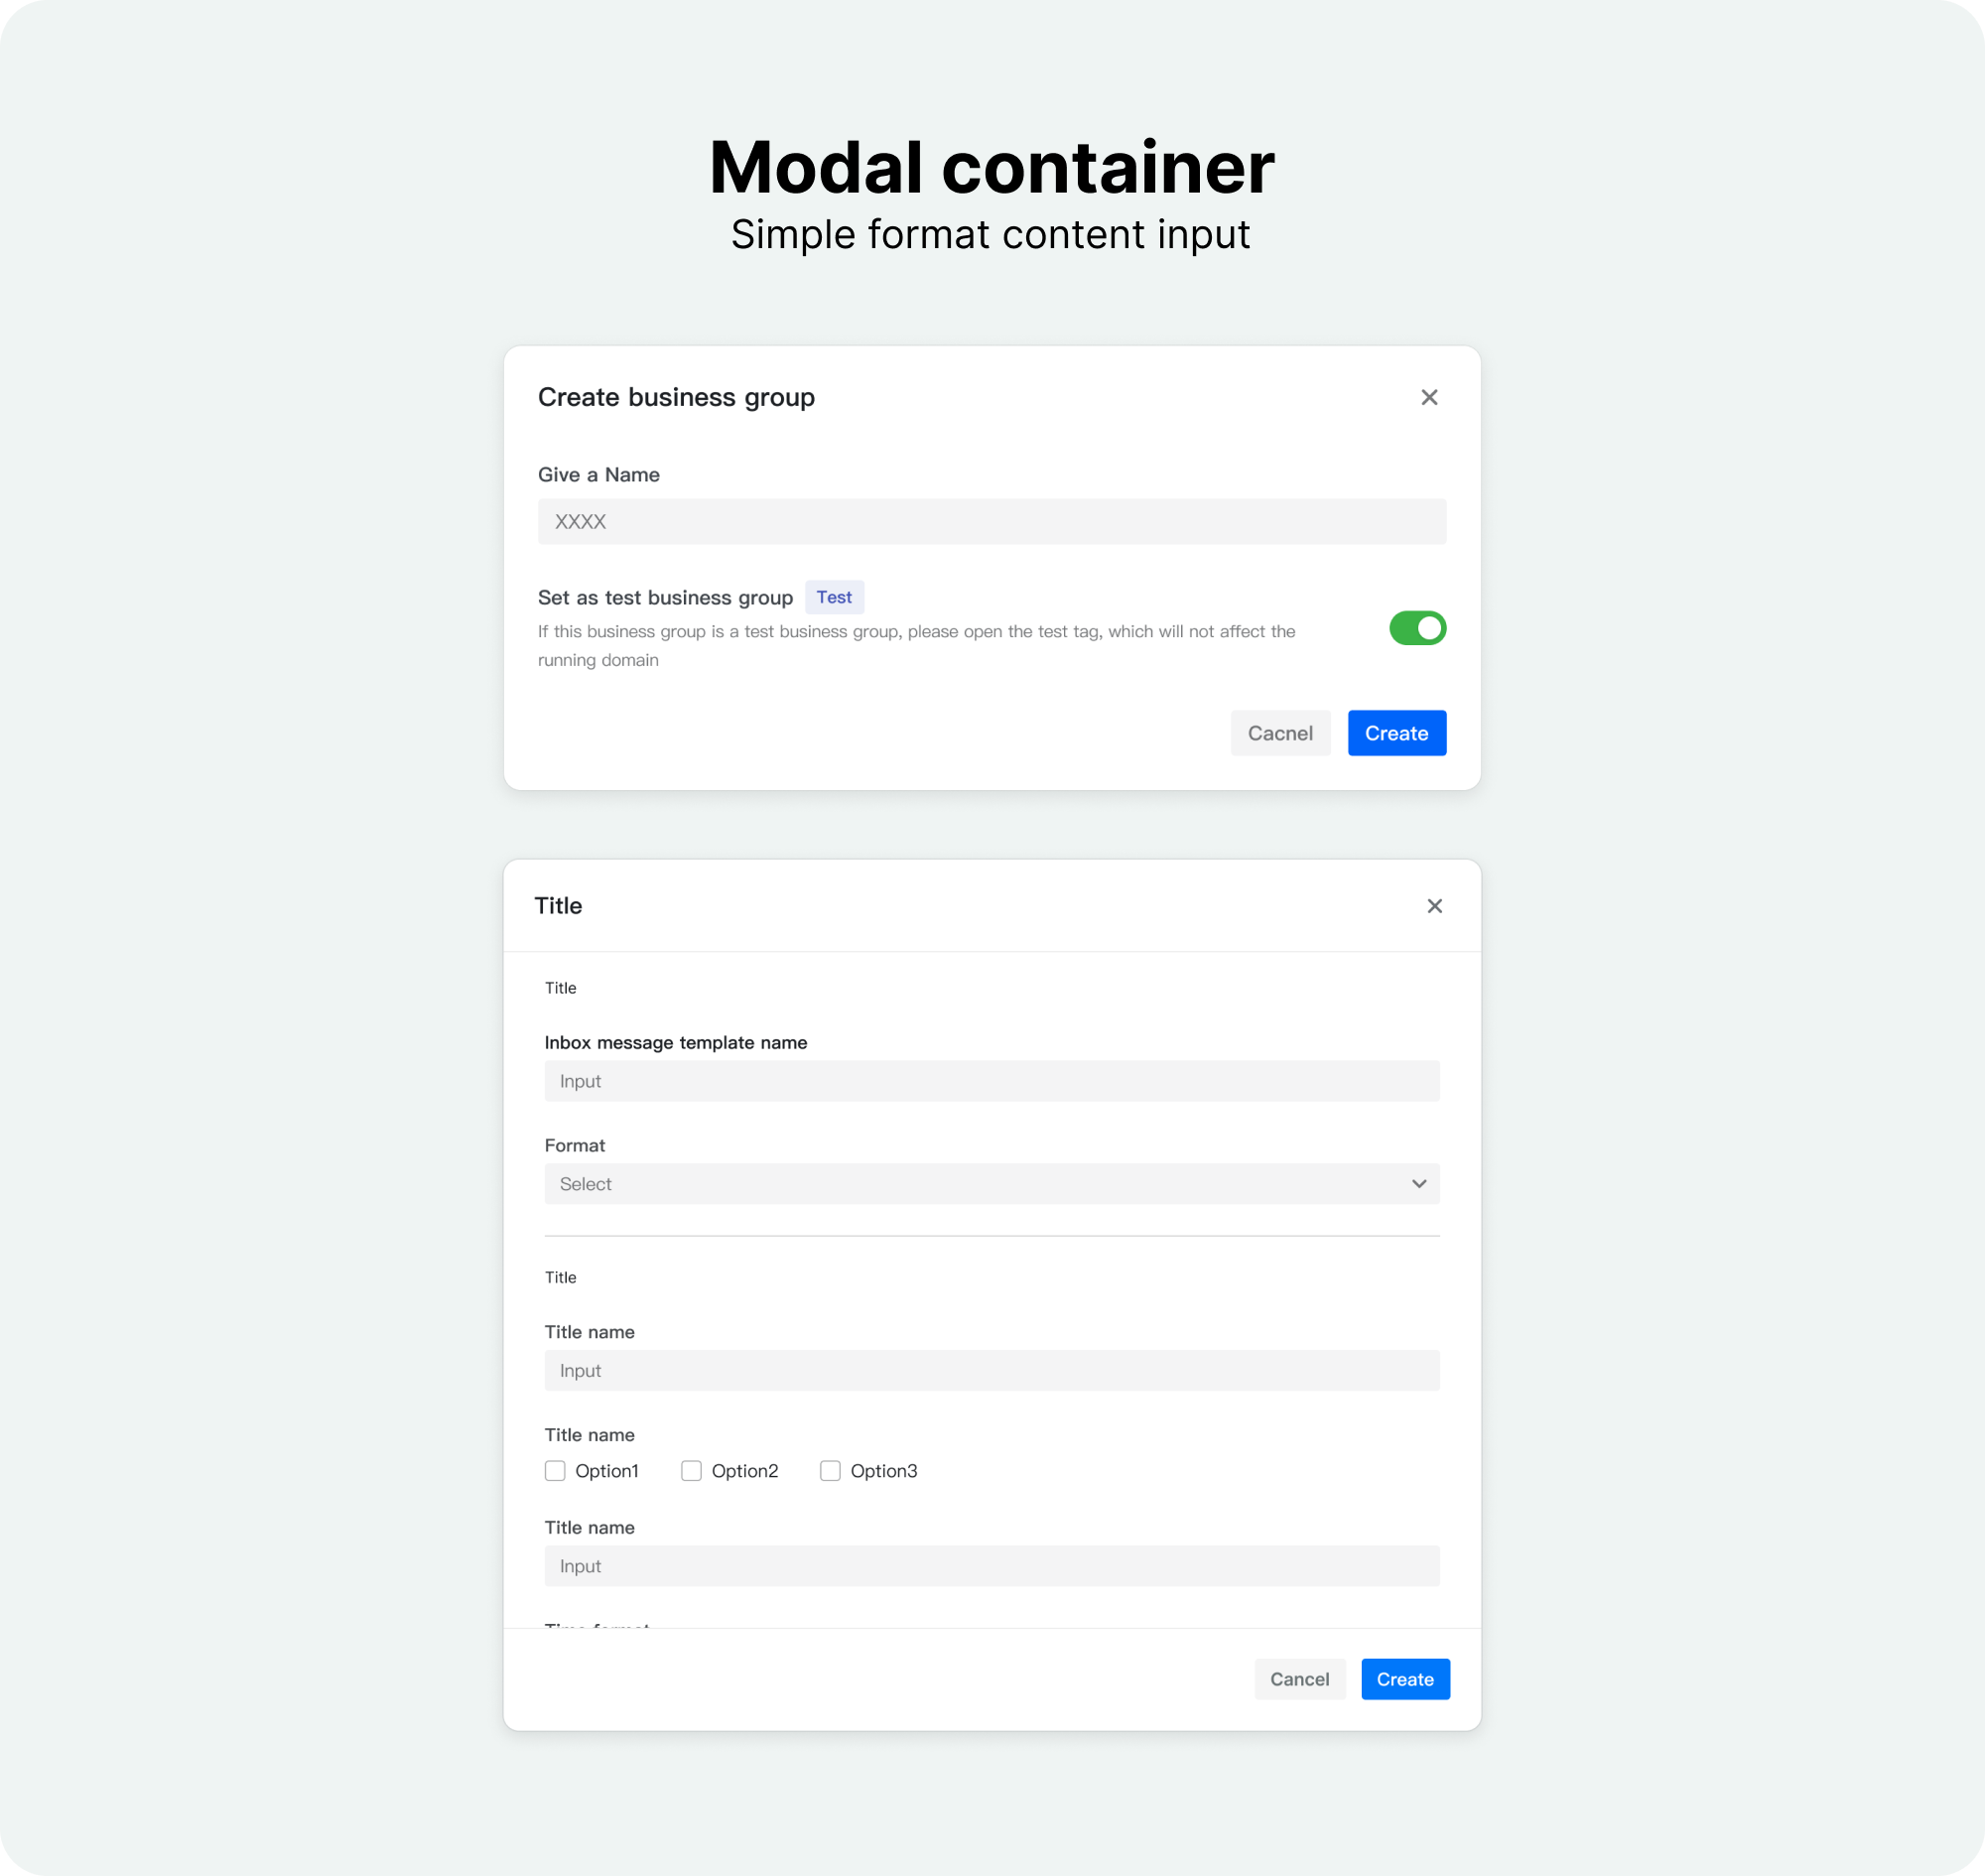 Modal container
Simple format content input
Create business group
Give a Name
XXXX
Set as test business group Test
If this business group is a test business group, please open the test tag, which will not affect the
running domain
Cacnel Create
Title
Title
Inbox message template name
Input
Format
Select
Title
Title name
Input
Title name
Option1 Option2 Option3
Title name
Input
Time format
Cancel Create